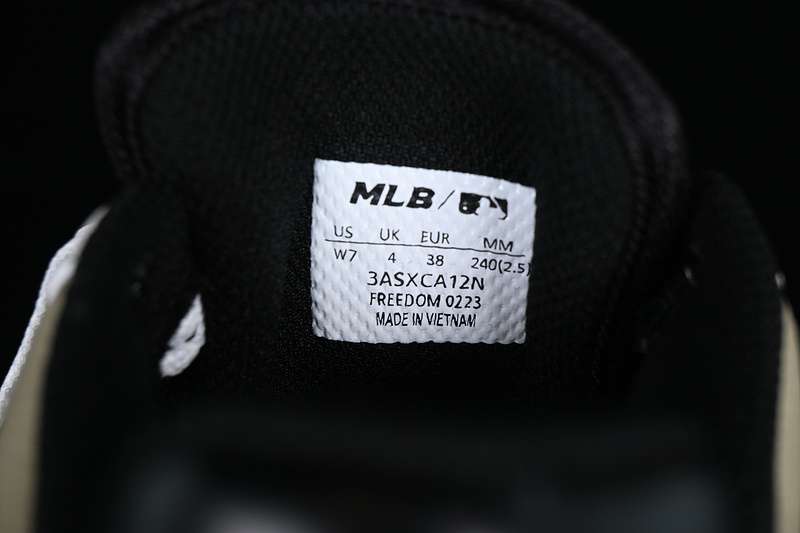 MLB/
US UK EUR MM
W7 4 38 240(2.5)
3ASXCA12N
FREEDOM 0223
MADE IN VIETNAM